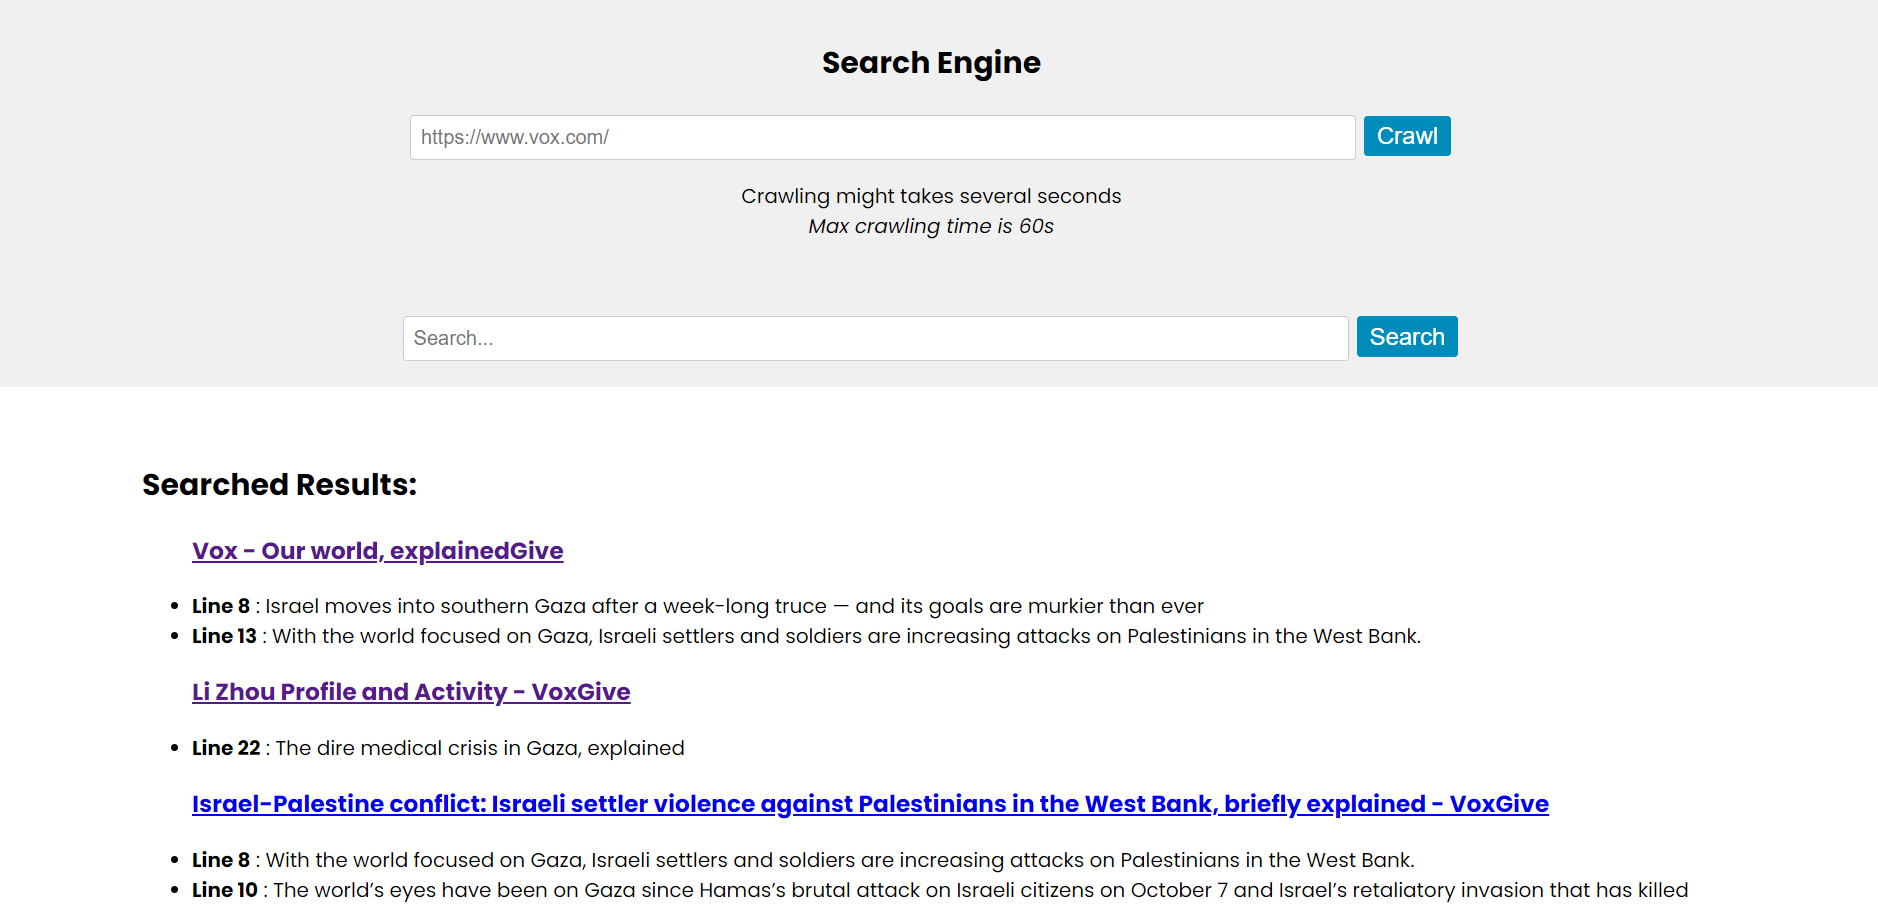 Search Engine
https://www.vox.com/
Crawl
Crawling might takes several seconds
Max crawling time is 60s
Search...
Search
Searched Results:
Vox - Our world, explainedGive
Line 8 : Israel moves into southern Gaza after a week-long truce — and its goals are murkier than ever
Line 13 : With the world focused on Gaza, Israeli settlers and soldiers are increasing attacks on Palestinians in the West Bank.
Li Zhou Profile and Activity - VoxGive
Line 22 : The dire medical crisis in Gaza, explained
Israel-Palestine conflict: Israeli settler violence against Palestinians in the West Bank, briefly explained - VoxGive
Line 8 : With the world focused on Gaza, Israeli settlers and soldiers are increasing attacks on Palestinians in the West Bank.
Line 10 : The world’s eyes have been on Gaza since Hamas’s brutal attack on Israeli citizens on October 7 and Israel’s retaliatory invasion that has killed